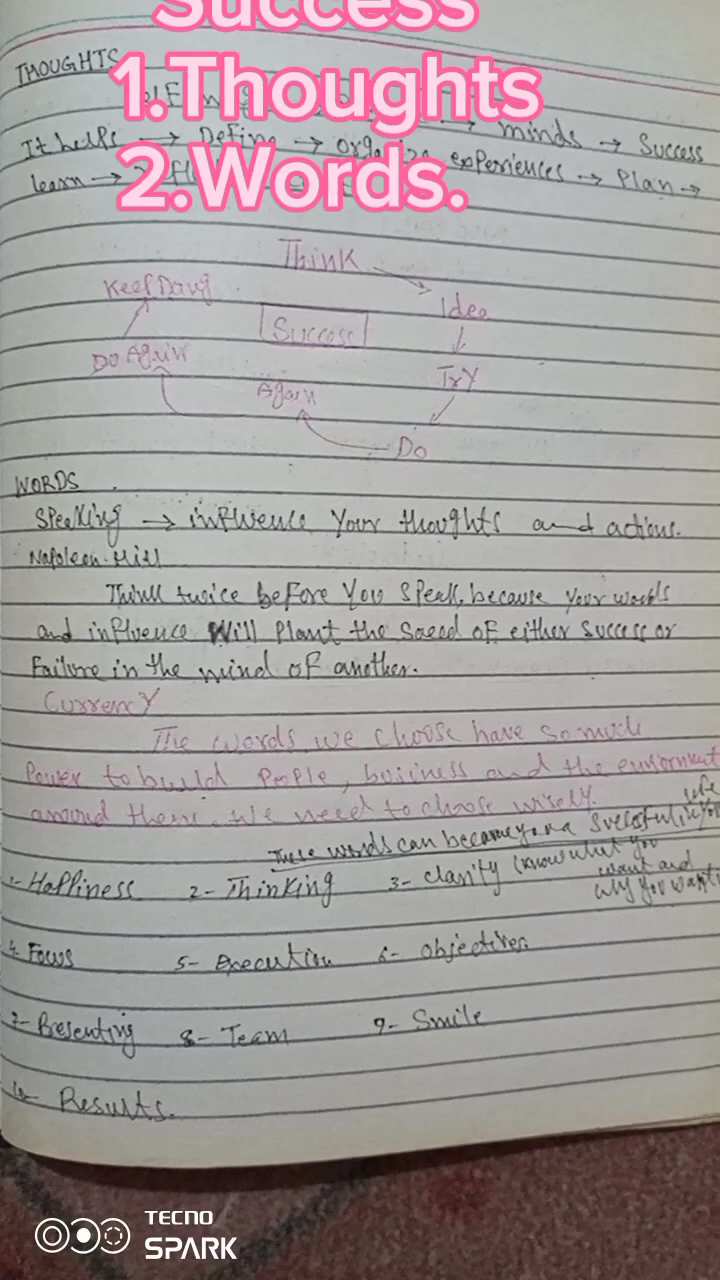 Success
1.Thoughts
2.Words.
THOUGHTS
minds → Success
It helps → Define → organize experiences → Plan →
learn →
Think
Keep Doing
Idea
Success
Do Again
Try
Again
Do
WORDS
Speaking → inflwence Your thoughts and actions.
Napoleon-Hill
Think twice before You Speak, because your words
and influence Will Plant the Saeed of either success or
Failure in the mind of another.
Currency
The words we choose have so much
Power to build People, business and the enviornment
around them. We need to choose wisely.
These words can become you a Successful in your life
1- Happiness 2- Thinking 3- Clarity (know what you
want and
why you want
4. Focus 5- Execution 6- objectives
7- Presenting 8- Team 9- Smile
10- Results.
TECNO
SPARK